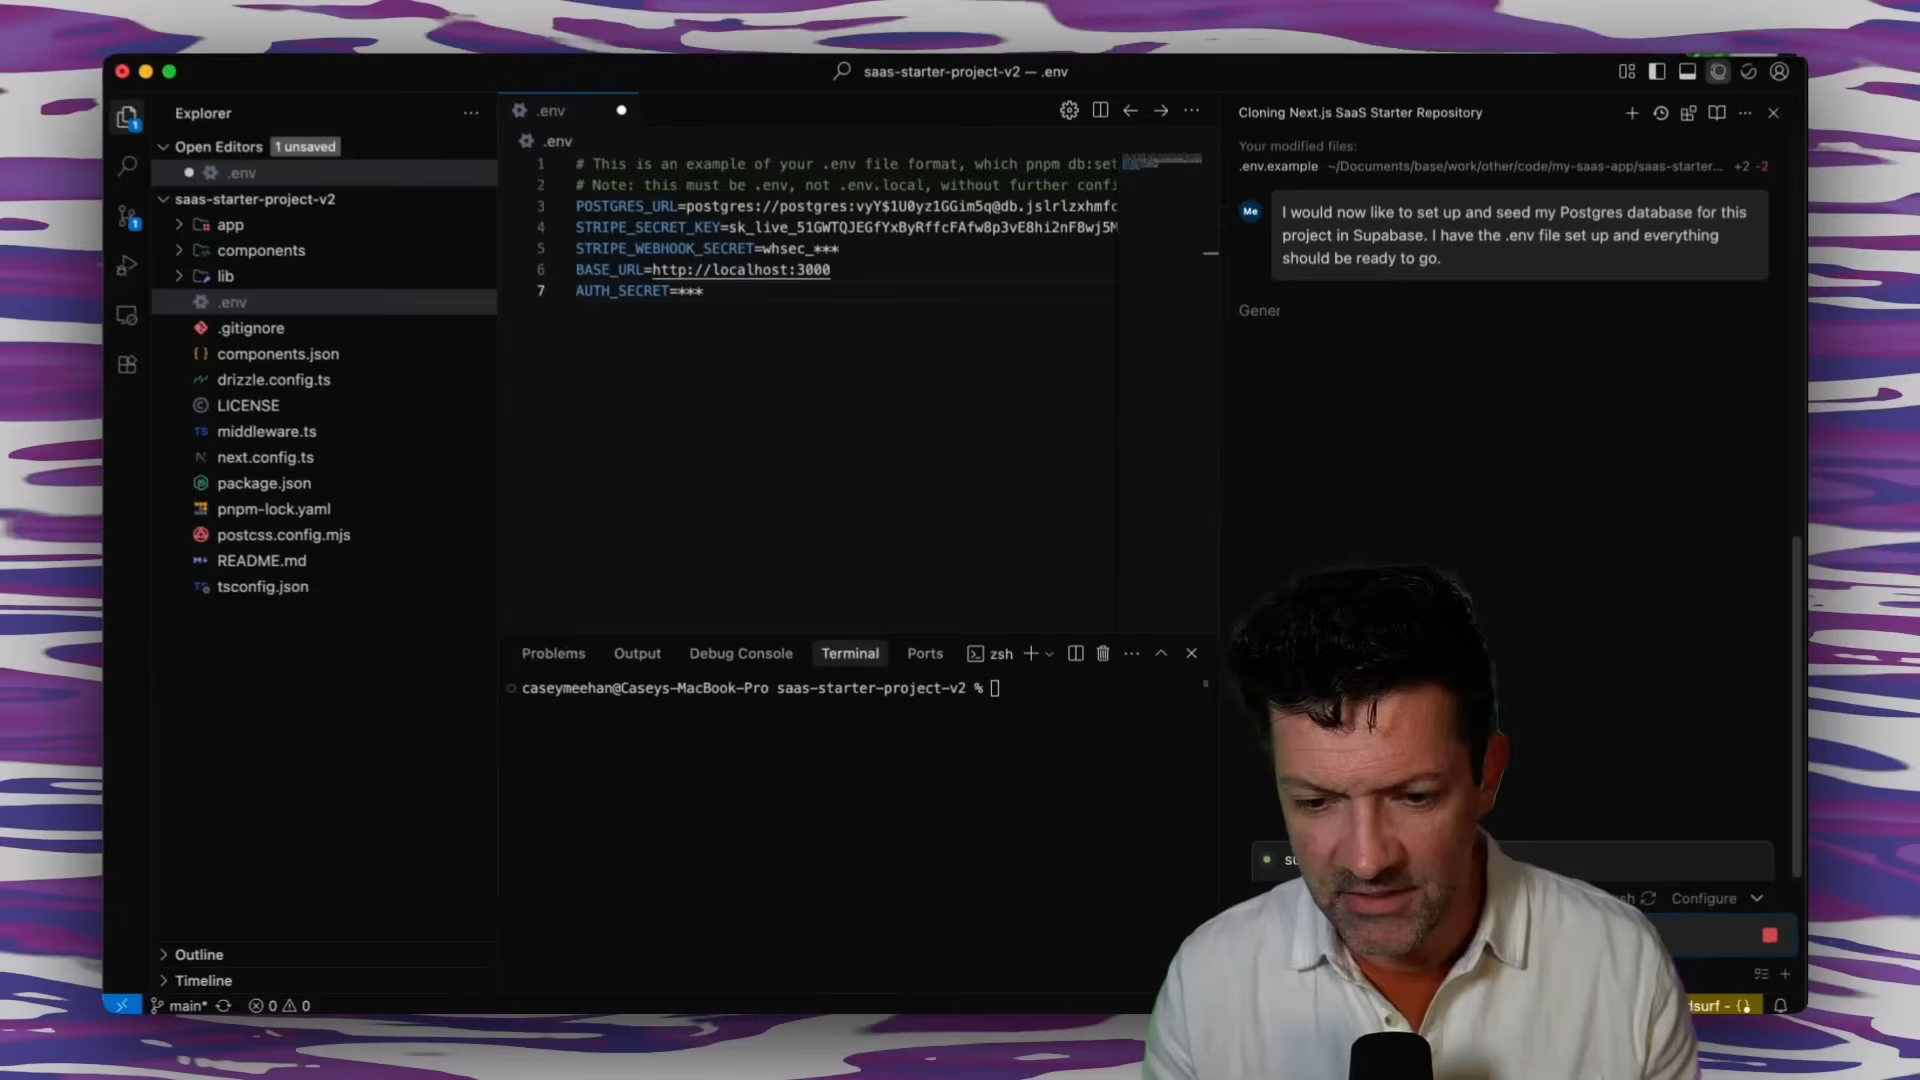 saas-starter-project-v2 — .env
Explorer
Open Editors
1 unsaved
.env
saas-starter-project-v2
app
components
lib
.env
.gitignore
components.json
drizzle.config.ts
LICENSE
middleware.ts
next.config.ts
package.json
pnpm-lock.yaml
postcss.config.mjs
README.md
tsconfig.json
Outline
Timeline
main*
0
0
.env
.env
1 # This is an example of your .env file format, which pnpm db:set
2 # Note: this must be .env, not .env.local, without further confi
3 POSTGRES_URL=postgres://postgres:
4 STRIPE_SECRET_KEY=sk_live_
5 STRIPE_WEBHOOK_SECRET=whsec_***
6 BASE_URL=http://localhost:3000
7 AUTH_SECRET=***
Problems
Output
Debug Console
Terminal
Ports
zsh
caseymeehan@Caseys-MacBook-Pro saas-starter-project-v2 %
Cloning Next.js SaaS Starter Repository
Your modified files:
.env.example ~/Documents/base/work/other/code/my-saas-app/saas-starter... +2 -2
Me
I would now like to set up and seed my Postgres database for this
project in Supabase. I have the .env file set up and everything
should be ready to go.
Gener
Configure